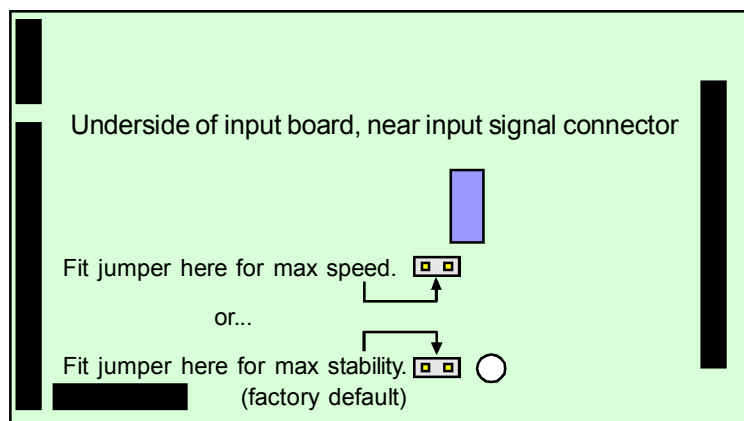 Underside of input board, near input signal connector
Fit jumper here for max speed.
or...
Fit jumper here for max stability.
(factory default)